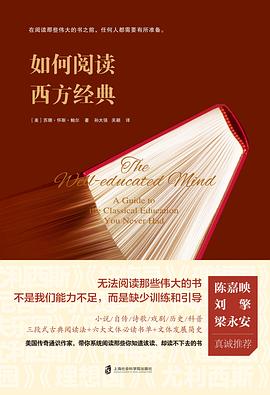 在阅读那些伟大的书之前，任何人都需要有所准备。
如何阅读
西方经典
[美]苏珊·怀斯·鲍尔 著 孙大强 吴颖 译
The
Well-educated Mind
A Guide to
the Classical Education
You Never Had
无法阅读那些伟大的书
不是我们能力不足，而是缺少训练和引导
小说/自传/诗歌/戏剧/历史/科普
三段式古典阅读法+六大文体必读书单+文体发展简史
美国传奇通识作家，带你系统阅读那些你知道该读、却读不下去的书
陈嘉映
刘擎
梁永安
真诚推荐
上海社会科学院出版社